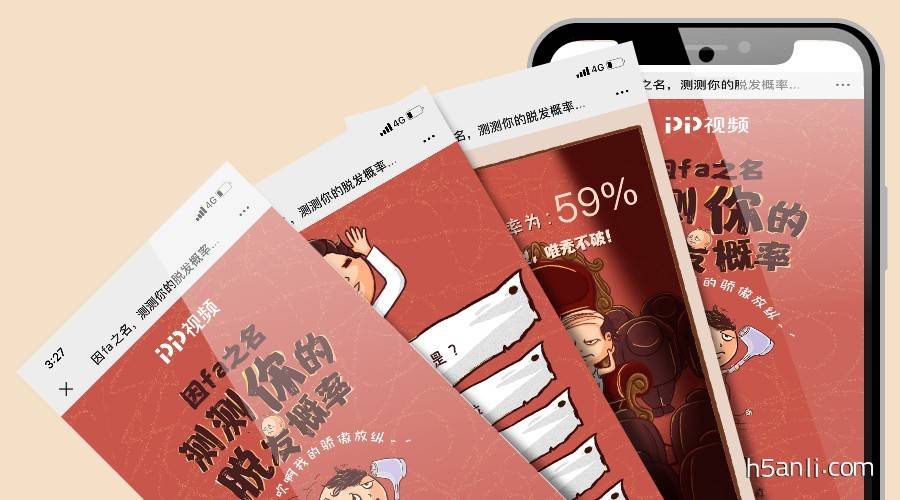 3:27
4G
因fa之名，测测你的脱发概率...
PP视频
因fa之名
测测你的
脱发概率
吹啊我的骄傲放纵~~
4G
，测测你的脱发概率...
是？
4G
名，测测你的脱发概率...
率为：59%
唯秃不破!
之名，测测你的脱发概率...
PP视频
因fa之名
测你的
发概率
的骄傲放纵~~
h5anli.com